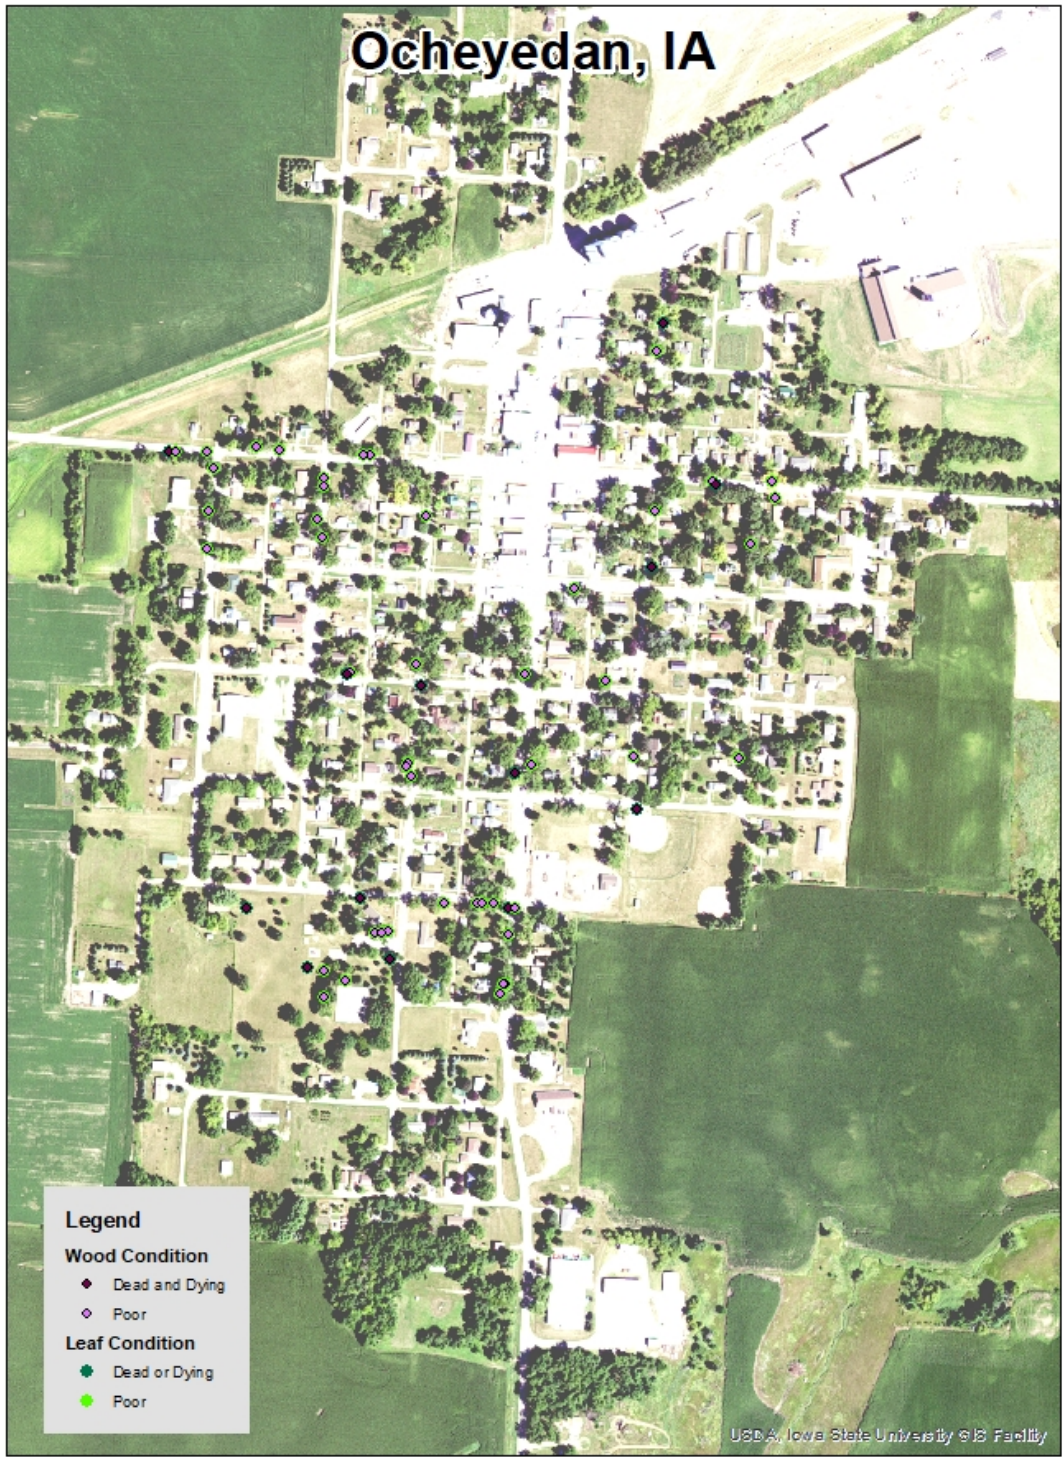 Ocheyedan, IA
Legend
Wood Condition
Dead and Dying
Poor
Leaf Condition
Dead or Dying
Poor
USDA, Iowa State University GIS Facility